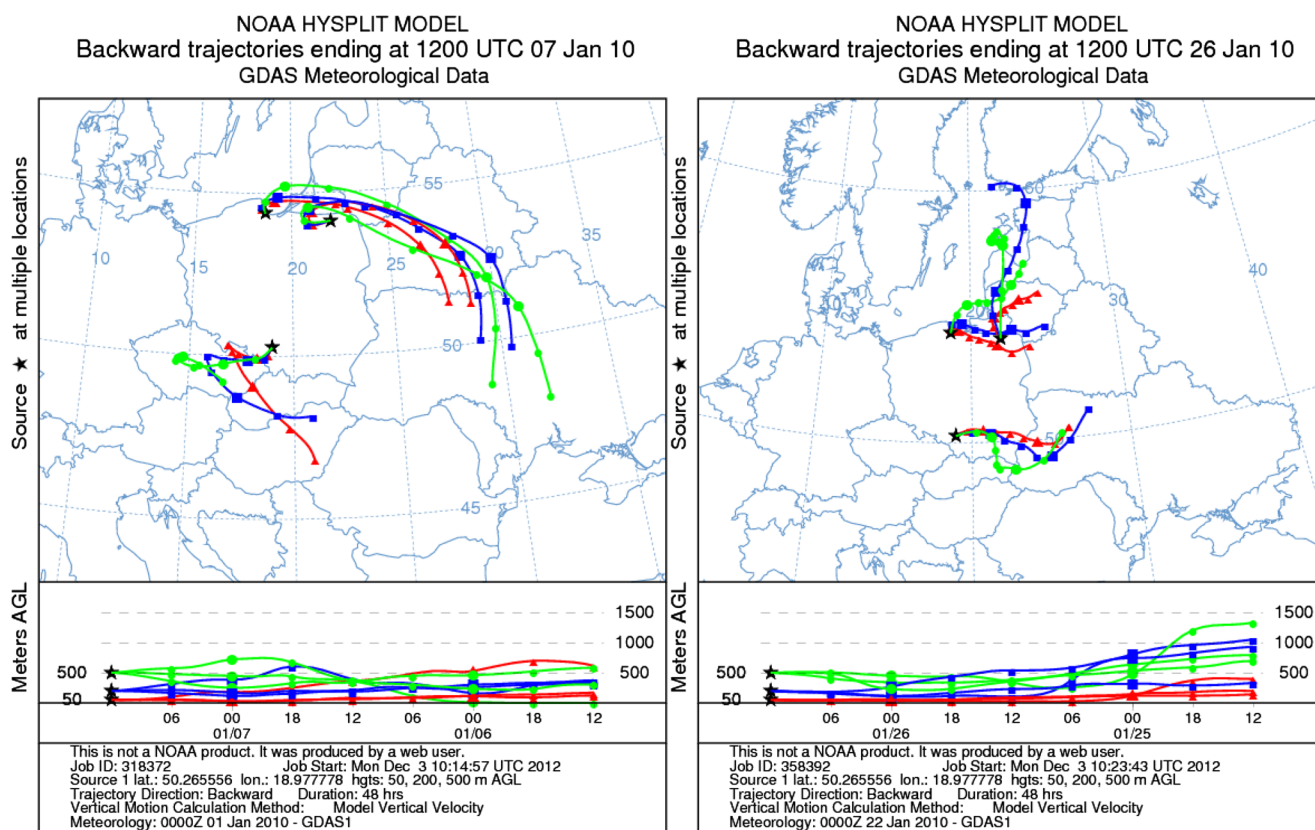 NOAA HYSPLIT MODEL
Backward trajectories ending at 1200 UTC 07 Jan 10
GDAS Meteorological Data
Source ★ at multiple locations
55
35
10
15
20
25
50
45
Meters AGL
1500
1000
500
500
50
06 00 18 12 06 00 18 12
01/07 01/06
This is not a NOAA product. It was produced by a web user.
Job ID: 318372 Job Start: Mon Dec 3 10:14:57 UTC 2012
Source 1 lat.: 50.265556 lon.: 18.977778 hgts: 50, 200, 500 m AGL
Trajectory Direction: Backward Duration: 48 hrs
Vertical Motion Calculation Method: Model Vertical Velocity
Meteorology: 0000Z 01 Jan 2010 - GDAS1
NOAA HYSPLIT MODEL
Backward trajectories ending at 1200 UTC 26 Jan 10
GDAS Meteorological Data
Source ★ at multiple locations
60
40
30
20
Meters AGL
1500
1000
500
500
50
06 00 18 12 06 00 18 12
01/26 01/25
This is not a NOAA product. It was produced by a web user.
Job ID: 358392 Job Start: Mon Dec 3 10:23:43 UTC 2012
Source 1 lat.: 50.265556 lon.: 18.977778 hgts: 50, 200, 500 m AGL
Trajectory Direction: Backward Duration: 48 hrs
Vertical Motion Calculation Method: Model Vertical Velocity
Meteorology: 0000Z 22 Jan 2010 - GDAS1